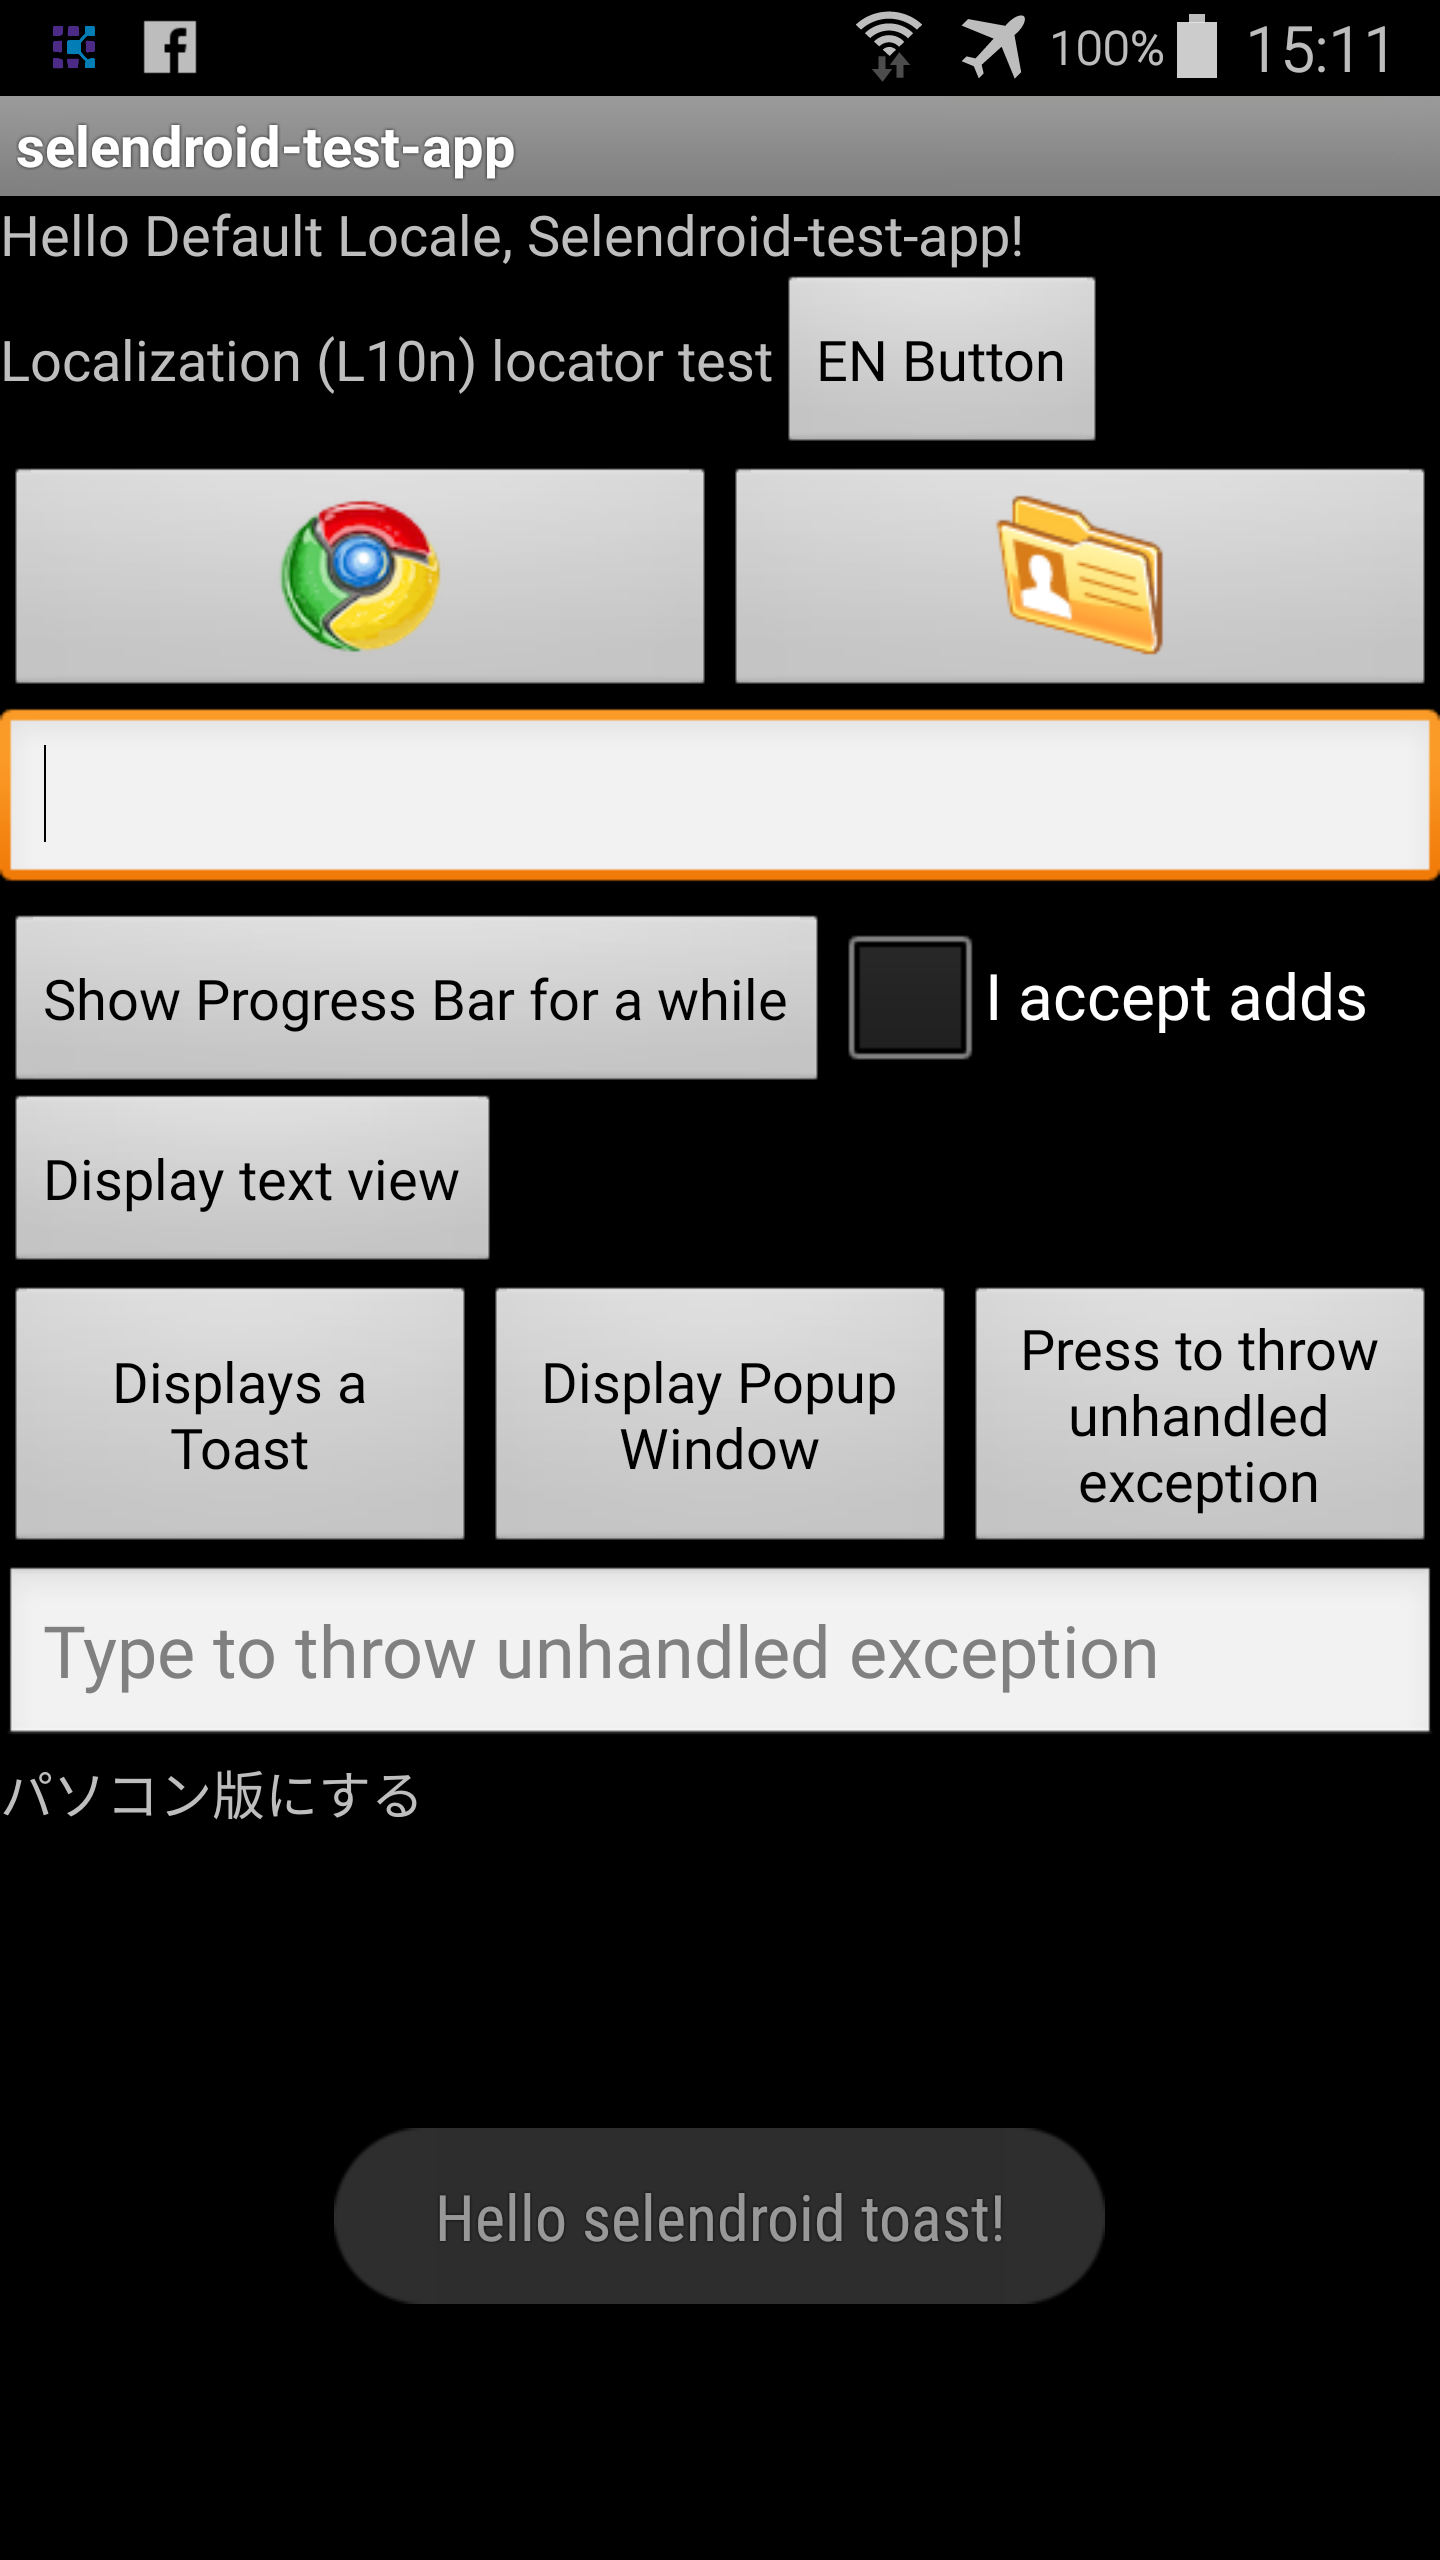 100% 15:11
selendroid-test-app
Hello Default Locale, Selendroid-test-app!
Localization (L10n) locator test EN Button
Show Progress Bar for a while I accept adds
Display text view
Displays a
Toast
Display Popup
Window
Press to throw
unhandled
exception
Type to throw unhandled exception
パソコン版にする
Hello selendroid toast!